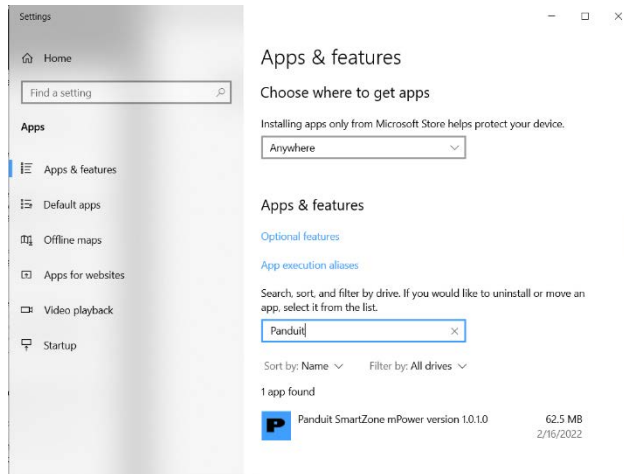 Settings
Home
Find a setting
Apps
Apps & features
Default apps
Offline maps
Apps for websites
Video playback
Startup
Apps & features
Choose where to get apps
Installing apps only from Microsoft Store helps protect your device.
Anywhere
Apps & features
Optional features
App execution aliases
Search, sort, and filter by drive. If you would like to uninstall or move an
app, select it from the list.
Panduit
Sort by: Name Filter by: All drives
1 app found
P Panduit SmartZone mPower version 1.0.1.0 62.5 MB
2/16/2022